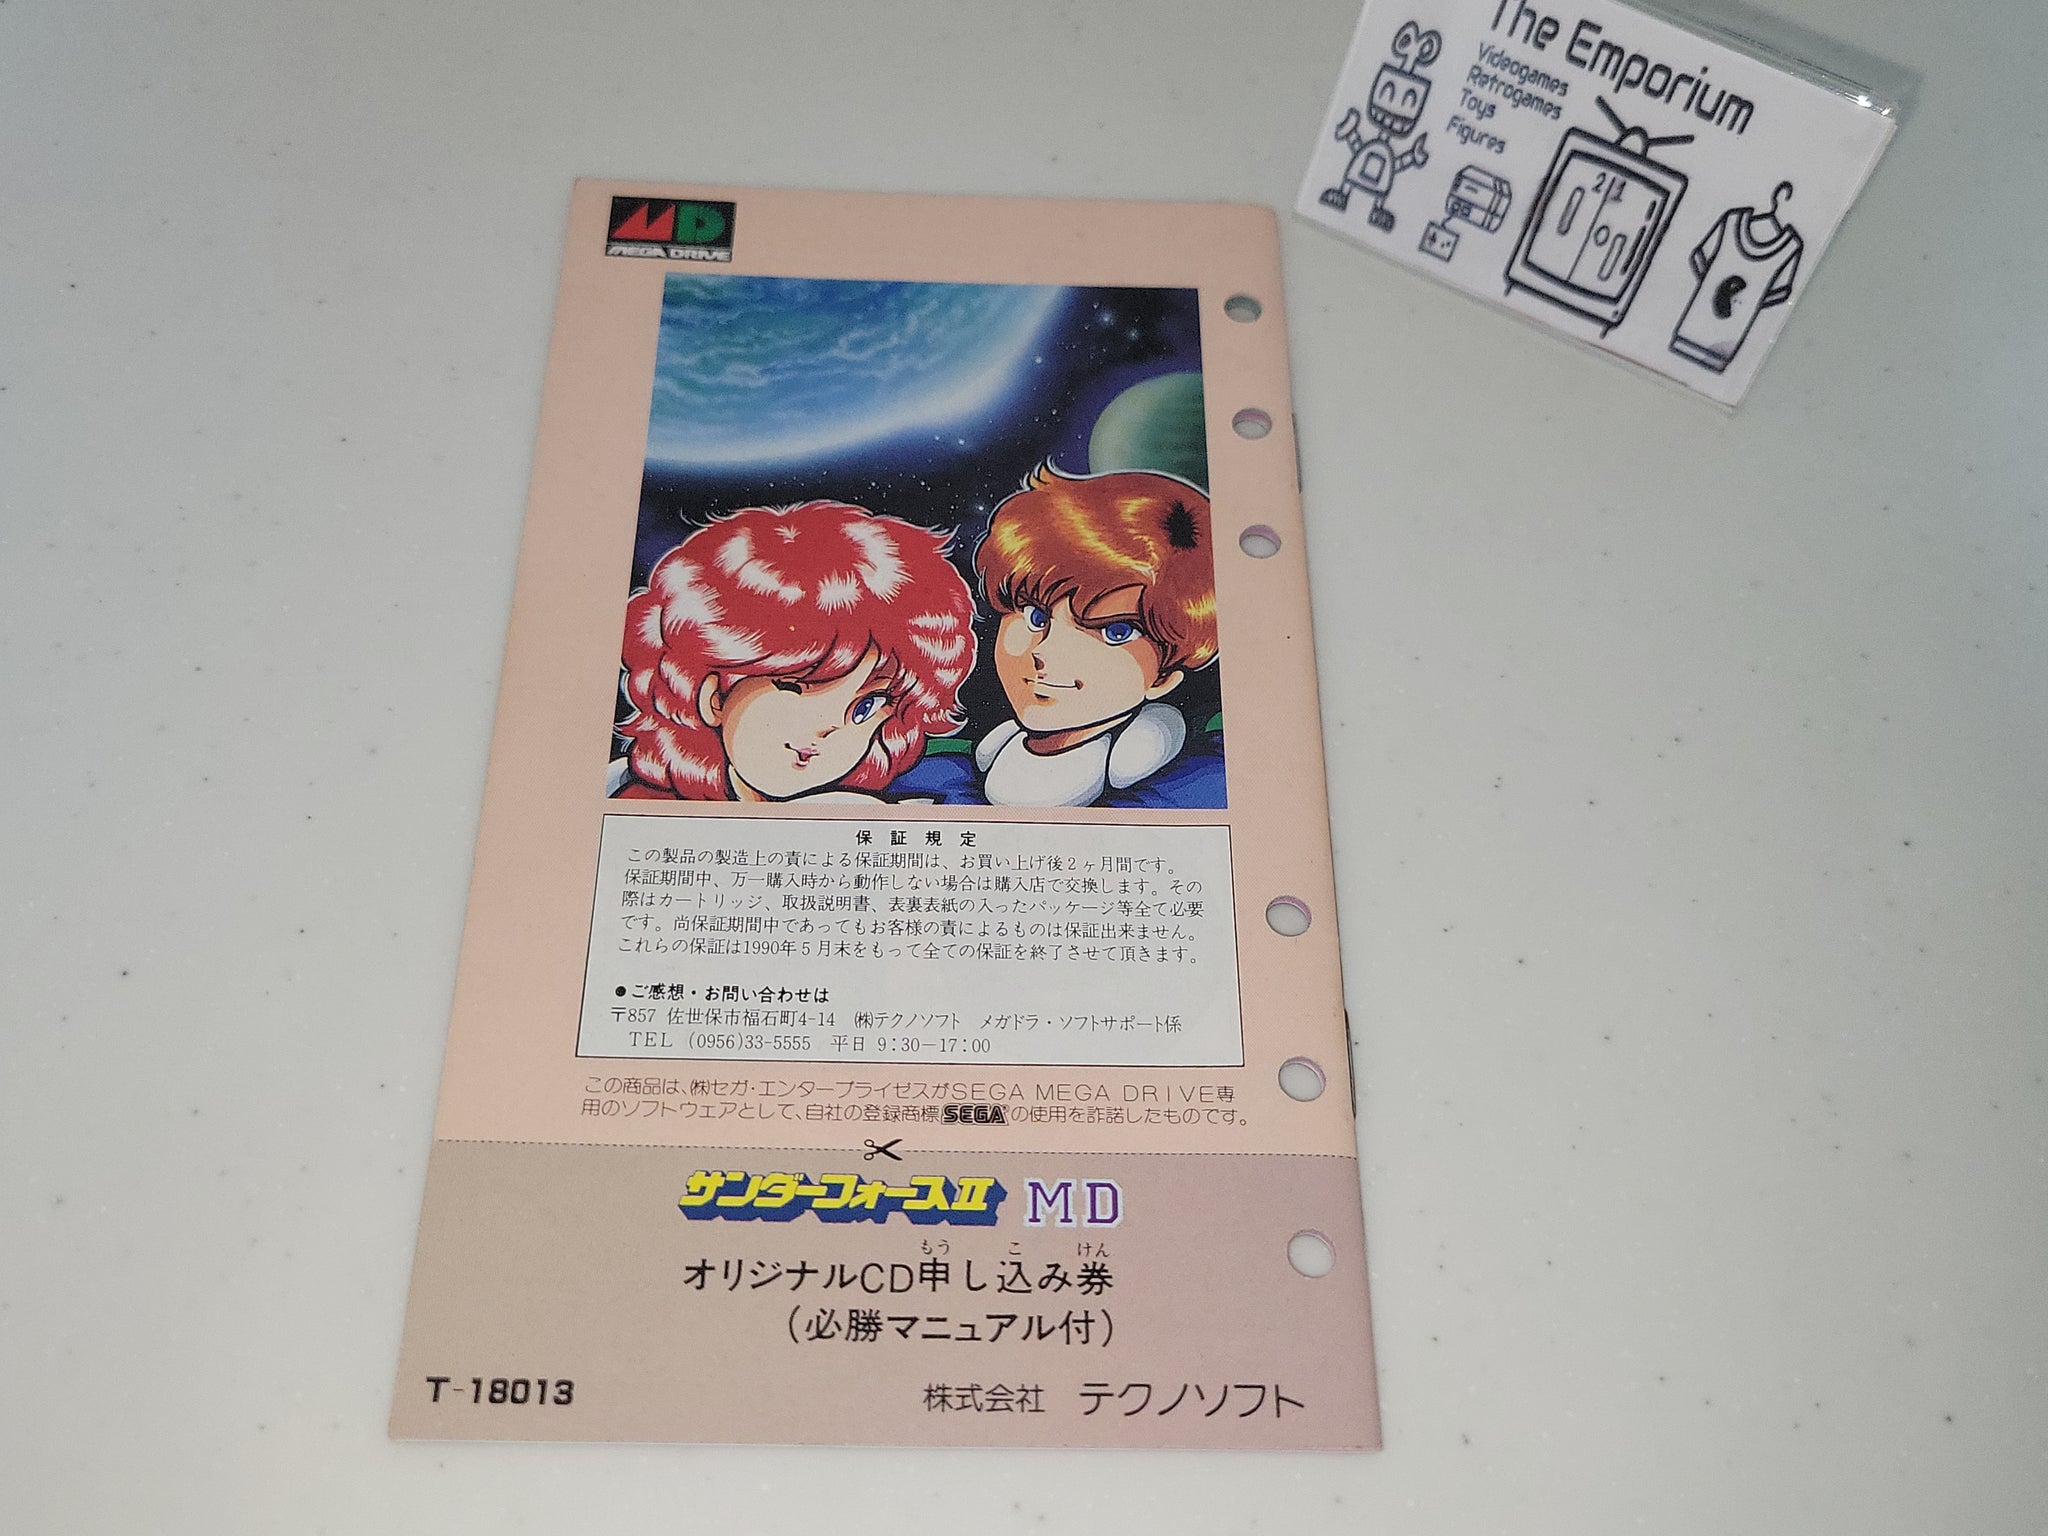 The Emporium
Videogames
Retrogames
Toys
Figures
21
MD
MEGA DRIVE
保証規定
この製品の製造上の責による保証期間は、お買い上げ後2ヶ月間です。
保証期間中、万一購入時から動作しない場合は購入店で交換します。その
際はカートリッジ、取扱説明書、表裏表紙の入ったパッケージ等全て必要
です。尚保証期間中であってもお客様の責によるものは保証出来ません。
これらの保証は1990年5月末をもって全ての保証を終了させて頂きます。
●ご感想・お問い合わせは
〒857 佐世保市福石町4-14 ㈱テクノソフト メガドラ・ソフトサポート係
TEL (0956)33-5555 平日 9:30−17:00
この商品は、㈱セガ・エンタープライゼスがSEGA MEGA DRIVE専
用のソフトウェアとして、自社の登録商標SEGA®の使用を許諾したものです。
サンダーフォースII MD
もう こ けん
オリジナルCD申し込み券
(必勝マニュアル付)
T-18013
株式会社 テクノソフト